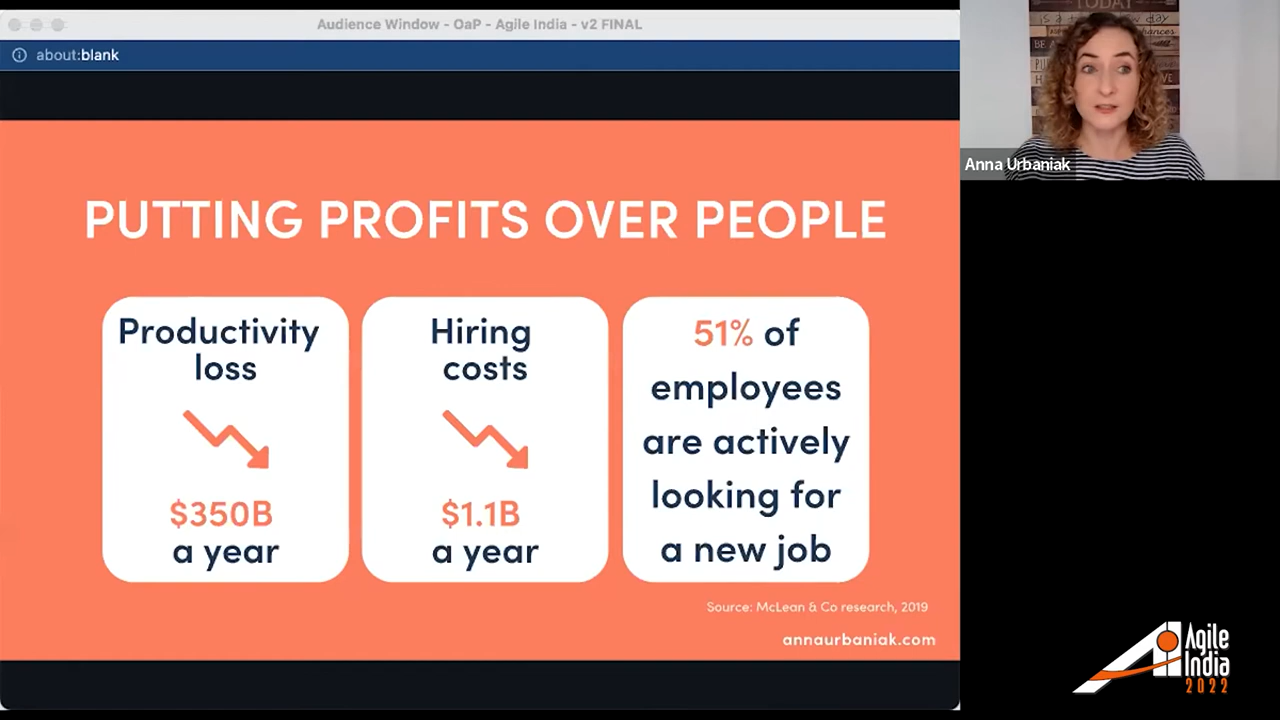 Audience Window - OaP - Agile India - v2 FINAL
about:blank
PUTTING PROFITS OVER PEOPLE
Productivity
loss
$350B
a year
Hiring
costs
$1.1B
a year
51% of
employees
are actively
looking for
a new job
Source: McLean & Co research, 2019
annaurbaniak.com
TODAY
Anna Urbaniak
Agile
India
2022